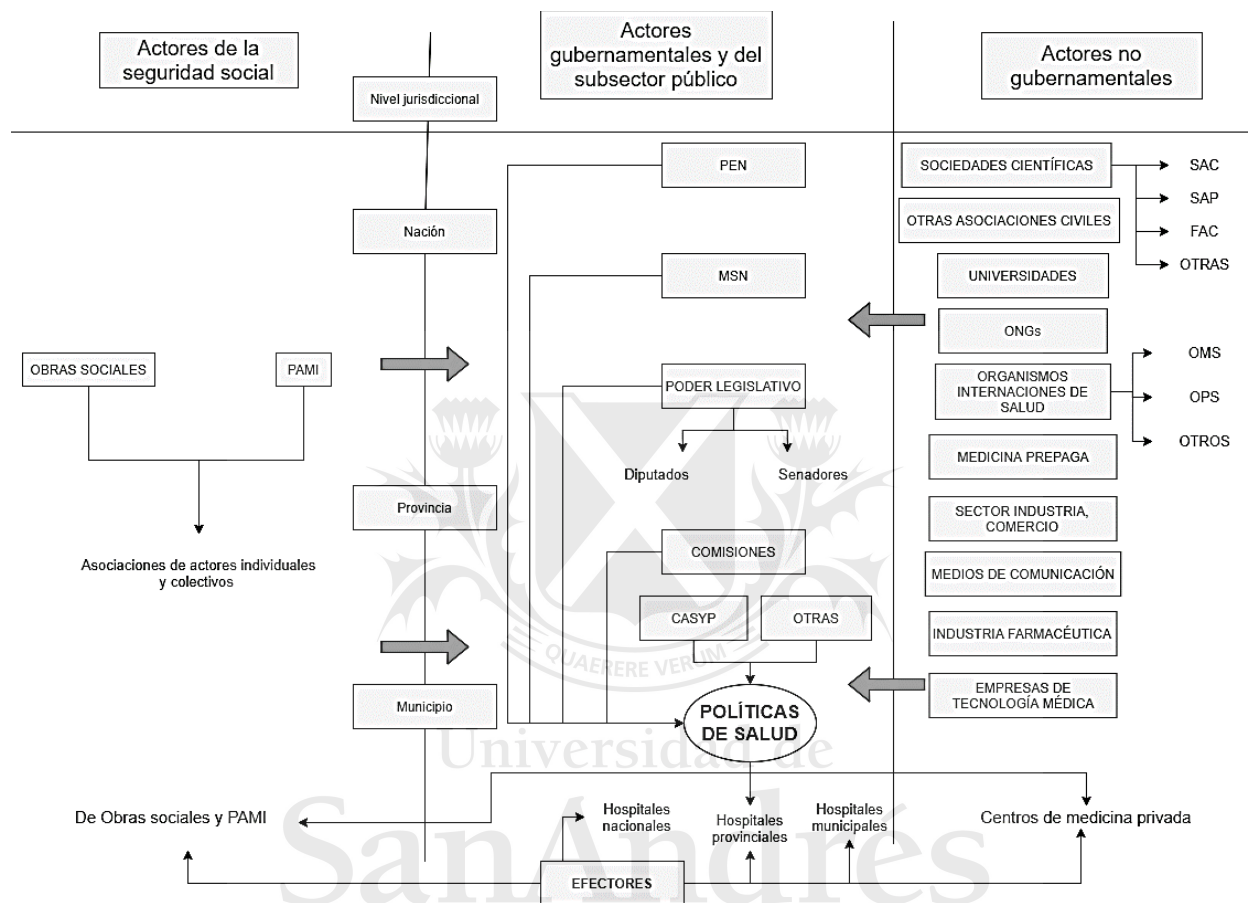 Actores de la
seguridad social
Nivel jurisdiccional
Actores
gubernamentales y del
subsector público
Actores no
gubernamentales
PEN
SOCIEDADES CIENTÍFICAS
SAC
SAP
FAC
OTRAS
Nación
OTRAS ASOCIACIONES CIVILES
MSN
UNIVERSIDADES
ONGs
OBRAS SOCIALES
PAMI
PODER LEGISLATIVO
Diputados
Senadores
ORGANISMOS
INTERNACIONES DE
SALUD
OMS
OPS
OTROS
MEDICINA PREPAGA
Provincia
SECTOR INDUSTRIA,
COMERCIO
Asociaciones de actores individuales
y colectivos
COMISIONES
MEDIOS DE COMUNICACIÓN
CASYP
OTRAS
INDUSTRIA FARMACÉUTICA
QUAERERE VERUM
Municipio
EMPRESAS DE
TECNOLOGÍA MÉDICA
POLÍTICAS
DE SALUD
Universidad de
SanAndrés
De Obras sociales y PAMI
Hospitales
nacionales
Hospitales
provinciales
Hospitales
municipales
Centros de medicina privada
EFECTORES